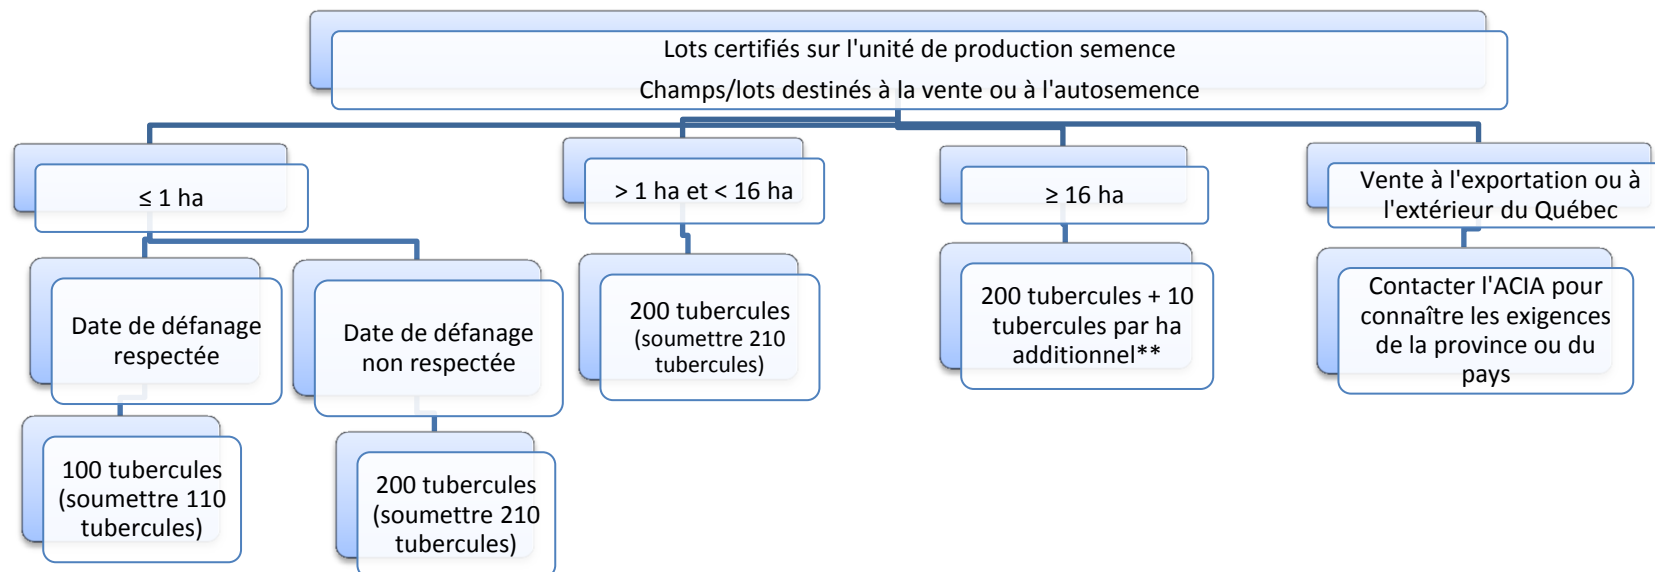 Lots certifiés sur l'unité de production semence
Champs/lots destinés à la vente ou à l'autosemence
≤ 1 ha
> 1 ha et < 16 ha
≥ 16 ha
Vente à l'exportation ou à
l'extérieur du Québec
Date de défanage
respectée
Date de défanage
non respectée
200 tubercules
(soumettre 210
tubercules)
200 tubercules + 10
tubercules par ha
additionnel**
Contacter l'ACIA pour
connaître les exigences
de la province ou du
pays
100 tubercules
(soumettre 110
tubercules)
200 tubercules
(soumettre 210
tubercules)